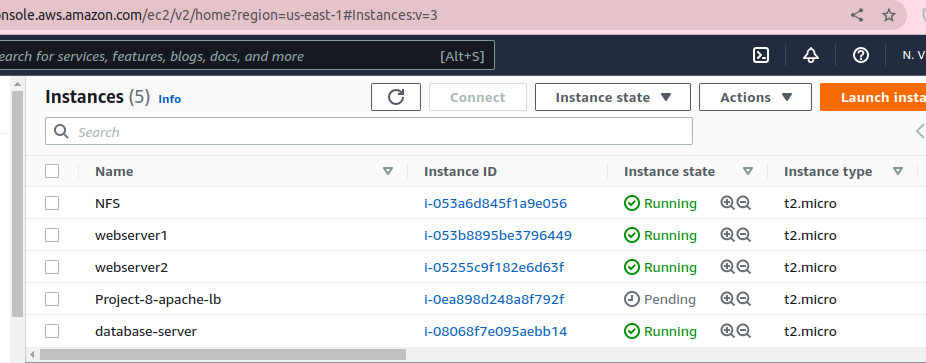 onsole.aws.amazon.com/ec2/v2/home?region=us-east-1#Instances:v=3
earch for services, features, blogs, docs, and more [Alt+S] N. V
Instances (5) Info Connect Instance state Actions Launch insta
Search
Name Instance ID Instance state Instance type
NFS i-053a6d845f1a9e056 Running t2.micro
webserver1 i-053b8895be3796449 Running t2.micro
webserver2 i-05255c9f182e6d63f Running t2.micro
Project-8-apache-lb i-0ea898d248a8f792f Pending t2.micro
database-server i-08068f7e095aebb14 Running t2.micro